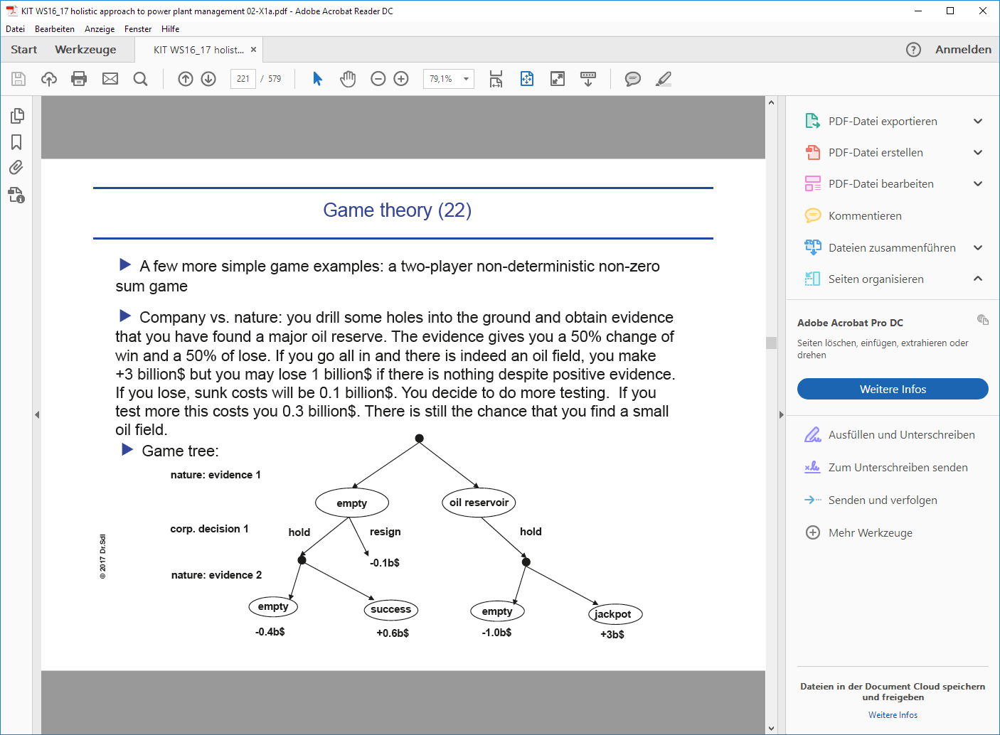 KIT WS16_17 holistic approach to power plant management 02-X1a.pdf - Adobe Acrobat Reader DC
Datei Bearbeiten Anzeige Fenster Hilfe
Start Werkzeuge KIT WS16_17 holist... × Anmelden
221 / 579 79,1%
Game theory (22)
A few more simple game examples: a two-player non-deterministic non-zero
sum game
Company vs. nature: you drill some holes into the ground and obtain evidence
that you have found a major oil reserve. The evidence gives you a 50% change of
win and a 50% of lose. If you go all in and there is indeed an oil field, you make
+3 billion$ but you may lose 1 billion$ if there is nothing despite positive evidence.
If you lose, sunk costs will be 0.1 billion$. You decide to do more testing. If you
test more this costs you 0.3 billion$. There is still the chance that you find a small
oil field.
Game tree:
nature: evidence 1
empty oil reservoir
corp. decision 1 hold resign hold
-0.1b$
nature: evidence 2
empty success empty jackpot
-0.4b$ +0.6b$ -1.0b$ +3b$
© 2017 Dr.Sdl
PDF-Datei exportieren
PDF-Datei erstellen
PDF-Datei bearbeiten
Kommentieren
Dateien zusammenführen
Seiten organisieren
Adobe Acrobat Pro DC
Seiten löschen, einfügen, extrahieren oder
drehen
Weitere Infos
Ausfüllen und Unterschreiben
Zum Unterschreiben senden
Senden und verfolgen
Mehr Werkzeuge
Dateien in der Document Cloud speichern
und freigeben
Weitere Infos